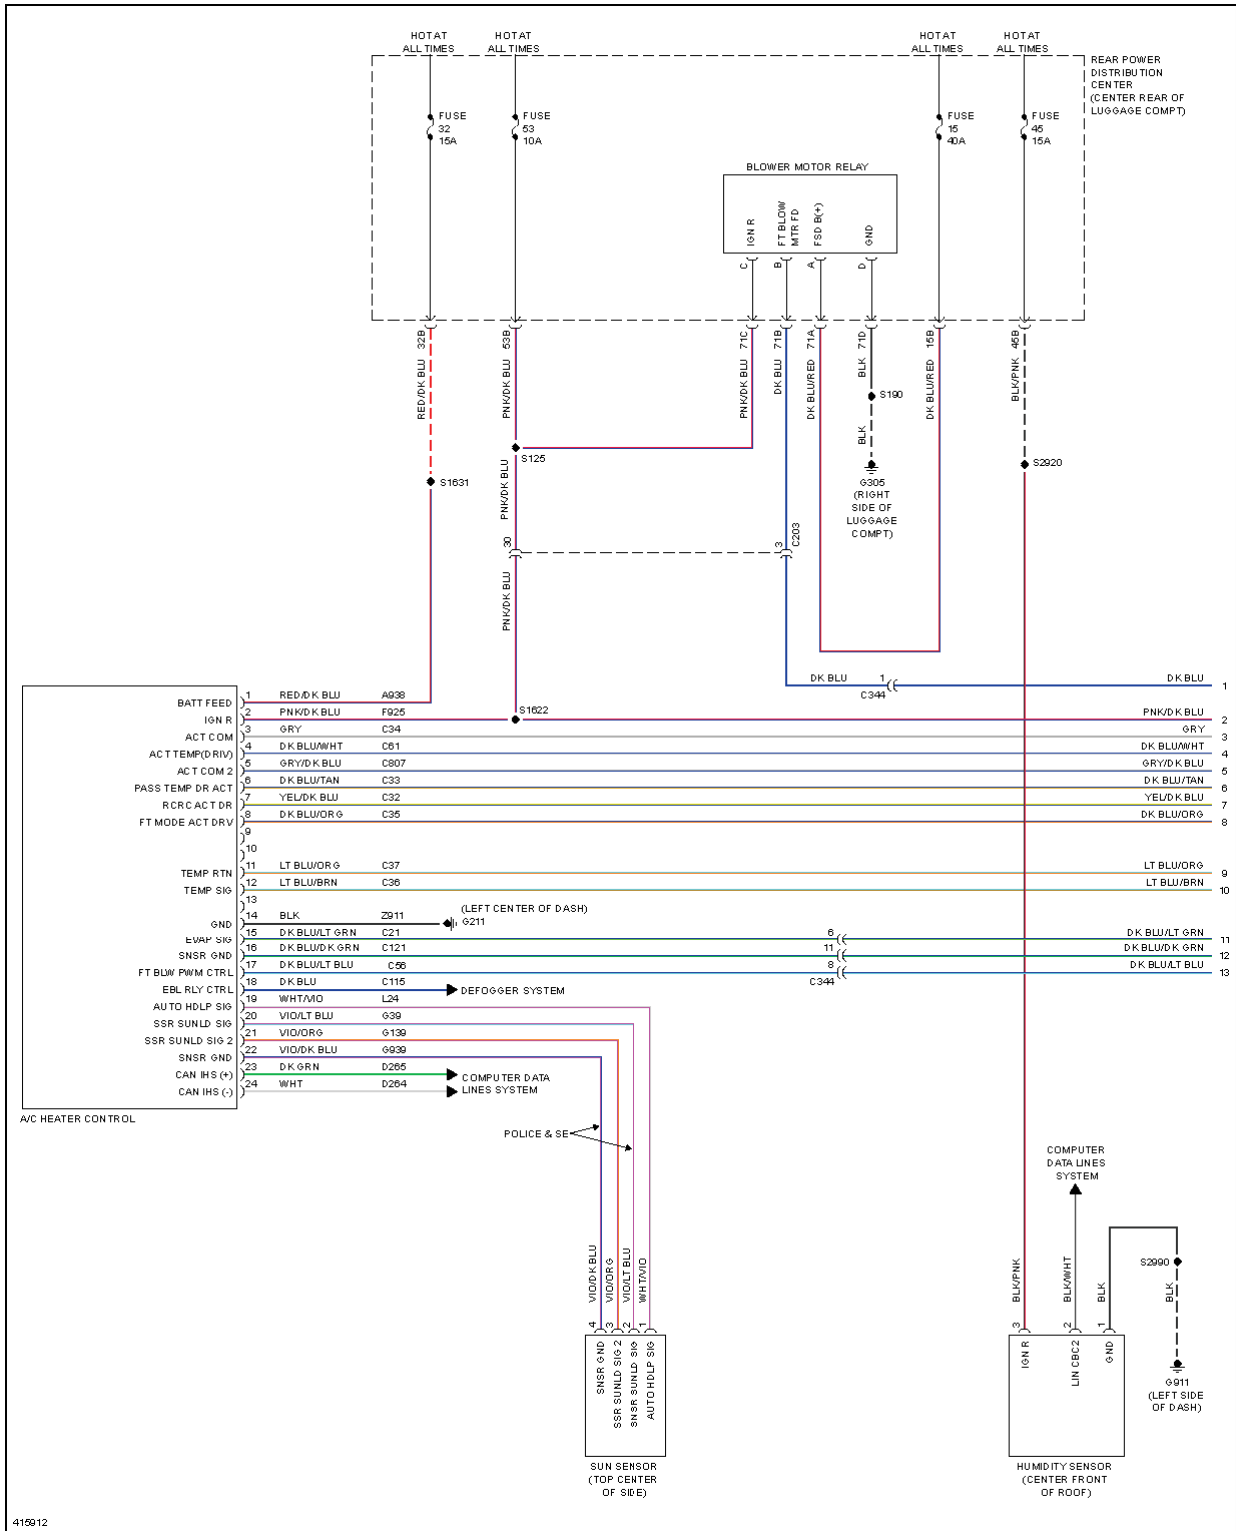 HOT AT
ALL TIMES
HOT AT
ALL TIMES
HOT AT
ALL TIMES
HOT AT
ALL TIMES
REAR POWER
DISTRIBUTION
CENTER
(CENTER REAR OF
LUGGAGE COMPT)
FUSE
32
15A
FUSE
53
10A
FUSE
15
40A
FUSE
45
15A
BLOWER MOTOR RELAY
IGN R
FT BLOW
MTR FD
FSD B(+)
GND
C
B
A
D
32B
53B
71C
71B
71A
71D
15B
45B
RED/DK BLU
PNK/DK BLU
PNK/DK BLU
DK BLU
DK BLU/RED
BLK
DK BLU/RED
BLK/PNK
S190
BLK
S125
S2920
S1631
G305
(RIGHT
SIDE OF
LUGGAGE
COMPT)
PNK/DK BLU
30
3
C203
PNK/DK BLU
DK BLU
1
C344
DK BLU
1
S1622
BATT FEED
1
RED/DK BLU
A938
IGN R
2
PNK/DK BLU
F925
PNK/DK BLU
2
ACT COM
3
GRY
C34
GRY
3
ACT TEMP(DRIV)
4
DK BLU/WHT
C61
DK BLU/WHT
4
ACT COM 2
5
GRY/DK BLU
C807
GRY/DK BLU
5
PASS TEMP DR ACT
6
DK BLU/TAN
C33
DK BLU/TAN
6
RCRC ACT DR
7
YEL/DK BLU
C32
YEL/DK BLU
7
FT MODE ACT DRV
8
DK BLU/ORG
C35
DK BLU/ORG
8
9
10
TEMP RTN
11
LT BLU/ORG
C37
LT BLU/ORG
9
TEMP SIG
12
LT BLU/BRN
C36
LT BLU/BRN
10
13
GND
14
BLK
Z911
(LEFT CENTER OF DASH)
G211
EVAP SIG
15
DK BLU/LT GRN
C21
6
DK BLU/LT GRN
11
SNSR GND
16
DK BLU/DK GRN
C121
11
DK BLU/DK GRN
12
FT BLW PWM CTRL
17
DK BLU/LT BLU
C56
8
DK BLU/LT BLU
13
C344
EBL RLY CTRL
18
DK BLU
C115
DEFOGGER SYSTEM
AUTO HDLP SIG
19
WHT/VIO
L24
SSR SUNLD SIG
20
VIO/LT BLU
G39
SSR SUNLD SIG 2
21
VIO/ORG
G139
SNSR GND
22
VIO/DK BLU
G939
CAN IHS (+)
23
DK GRN
D265
COMPUTER DATA
LINES SYSTEM
CAN IHS (-)
24
WHT
D264
A/C HEATER CONTROL
POLICE & SE
COMPUTER
DATA LINES
SYSTEM
VIO/DK BLU
VIO/ORG
VIO/LT BLU
WHT/VIO
4
3
2
1
SNSR GND
SSR SUNLD SIG 2
SNSR SUNLD SIG
AUTO HDLP SIG
SUN SENSOR
(TOP CENTER
OF SIDE)
BLK/PNK
BLK/WHT
BLK
S2990
BLK
3
2
1
IGN R
LIN CBC2
GND
G911
(LEFT SIDE
OF DASH)
HUMIDITY SENSOR
(CENTER FRONT
OF ROOF)
415912